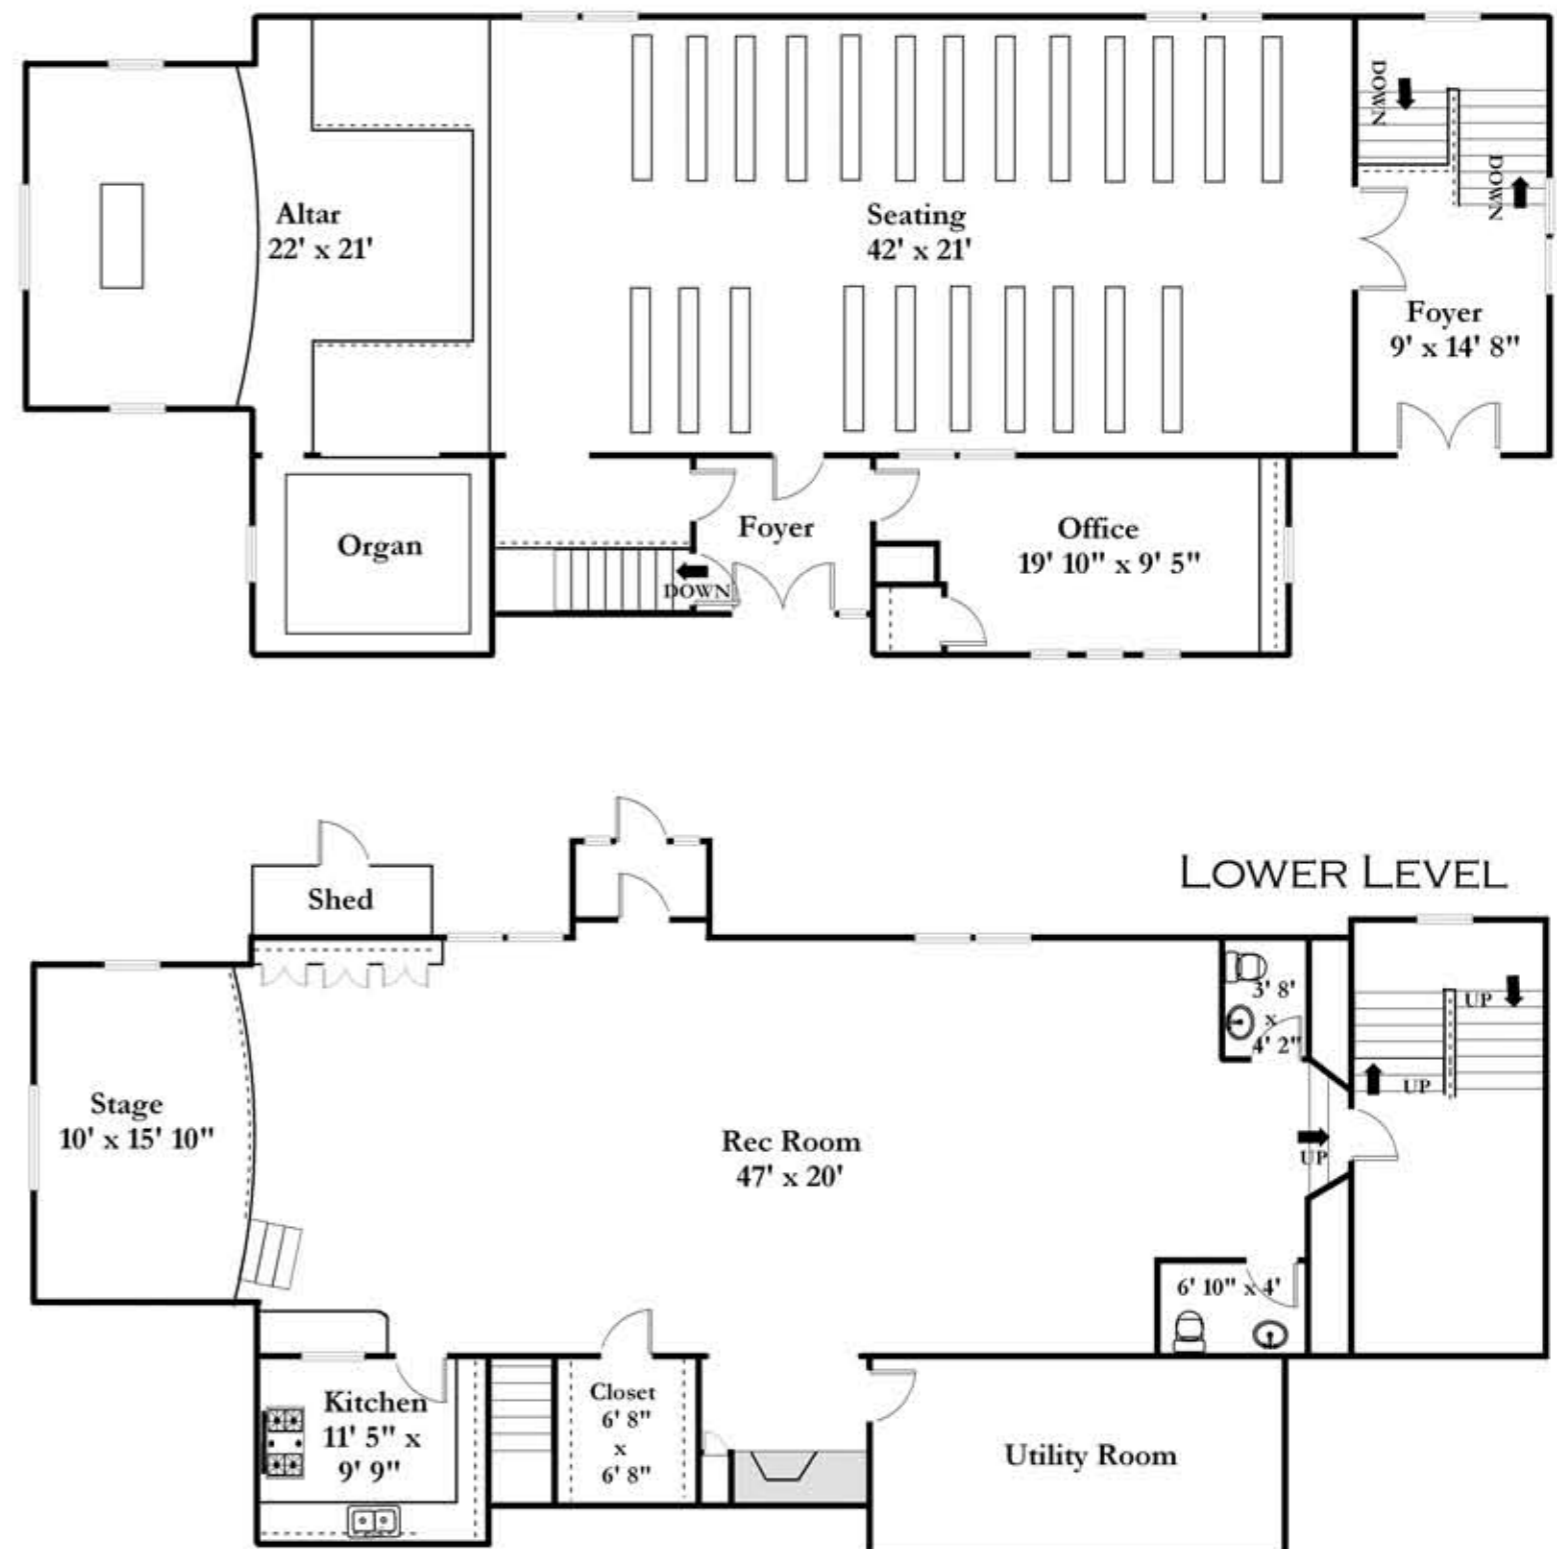 DOWN
DOWN
Altar
22' x 21'
Seating
42' x 21'
Foyer
9' x 14' 8"
Organ
Foyer
DOWN
Office
19' 10" x 9' 5"
LOWER LEVEL
Shed
3' 8'
x
4' 2"
UP
UP
Stage
10' x 15' 10"
Rec Room
47' x 20'
UP
6' 10" x 4'
Kitchen
11' 5" x
9' 9"
Closet
6' 8"
x
6' 8"
Utility Room